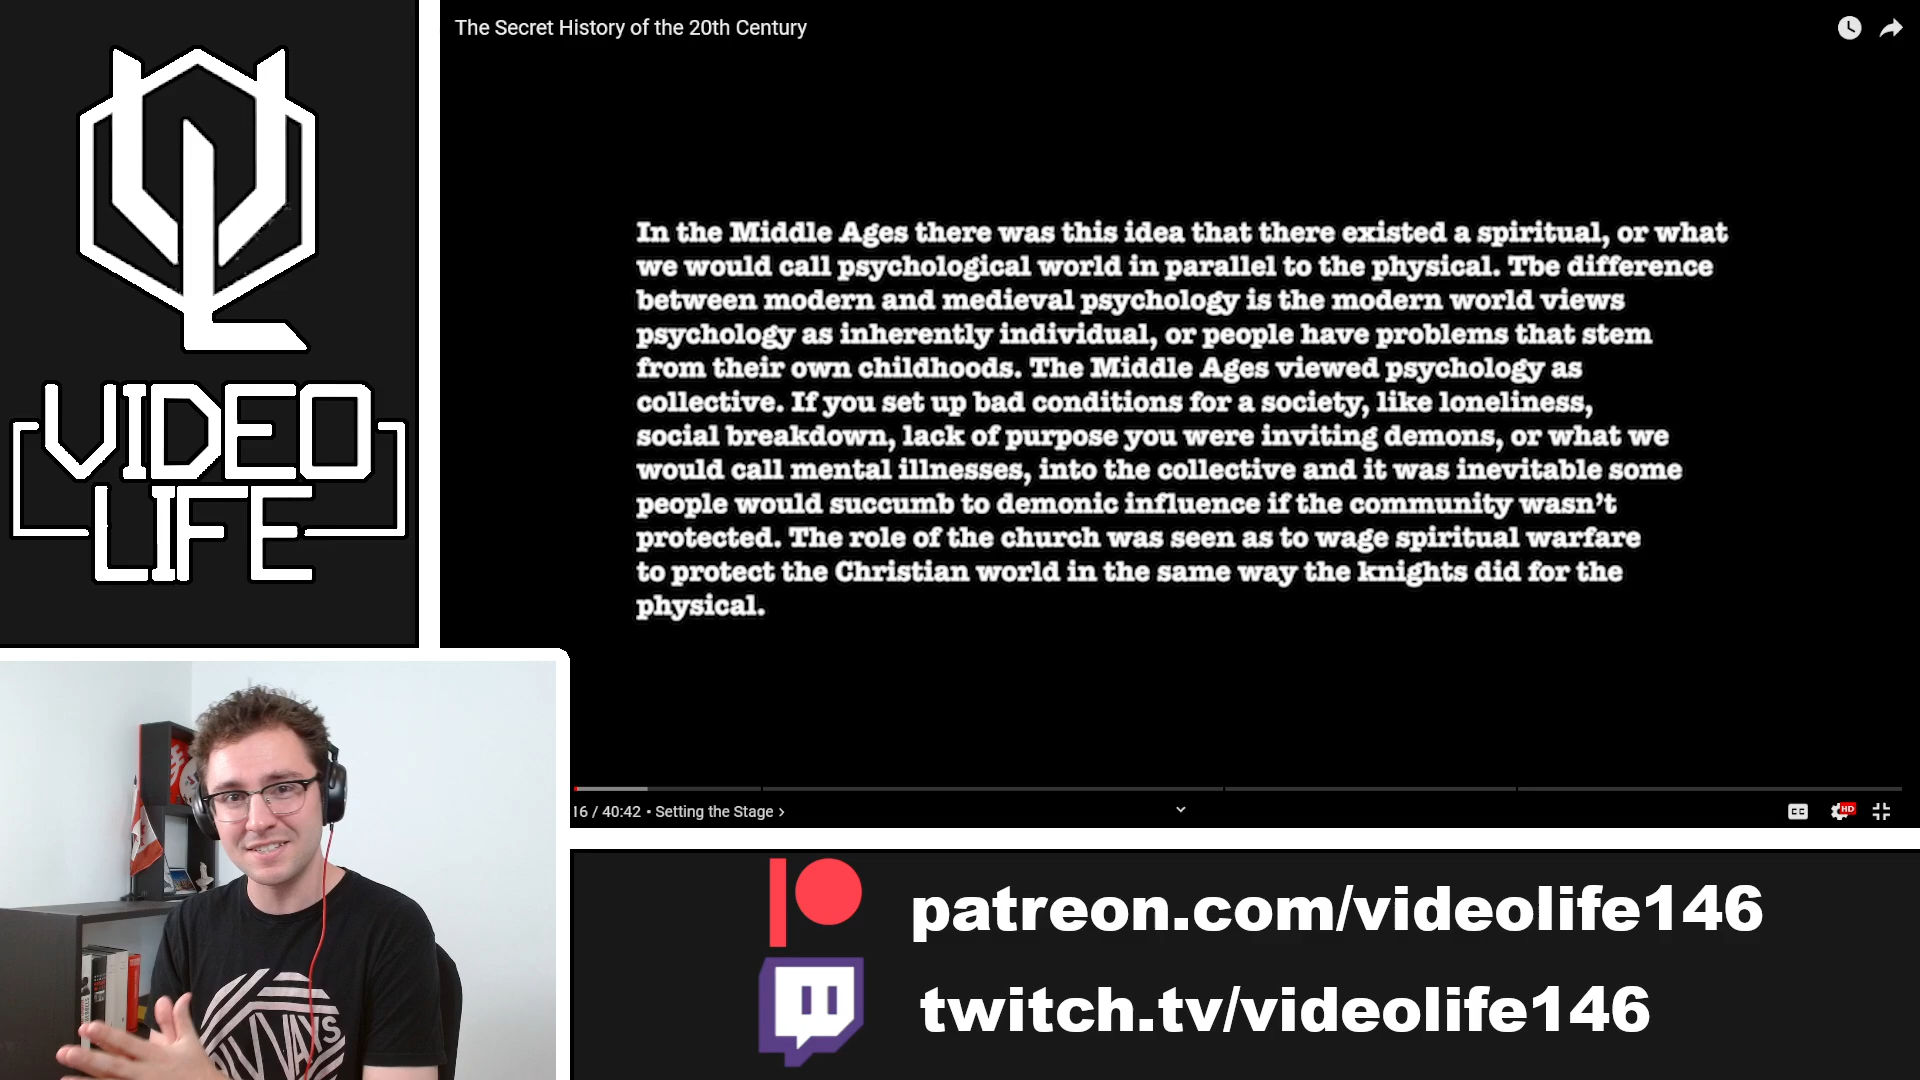 VIDEO
LIFE
The Secret History of the 20th Century
In the Middle Ages there was this idea that there existed a spiritual, or what
we would call psychological world in parallel to the physical. Tbe difference
between modern and medieval psychology is the modern world views
psychology as inherently individual, or people have problems that stem
from their own childhoods. The Middle Ages viewed psychology as
collective. If you set up bad conditions for a society, like loneliness,
social breakdown, lack of purpose you were inviting demons, or what we
would call mental illnesses, into the collective and it was inevitable some
people would succumb to demonic influence if the community wasn't
protected. The role of the church was seen as to wage spiritual warfare
to protect the Christian world in the same way the knights did for the
physical.
16 / 40:42 • Setting the Stage ›
CC
HD
patreon.com/videolife146
twitch.tv/videolife146